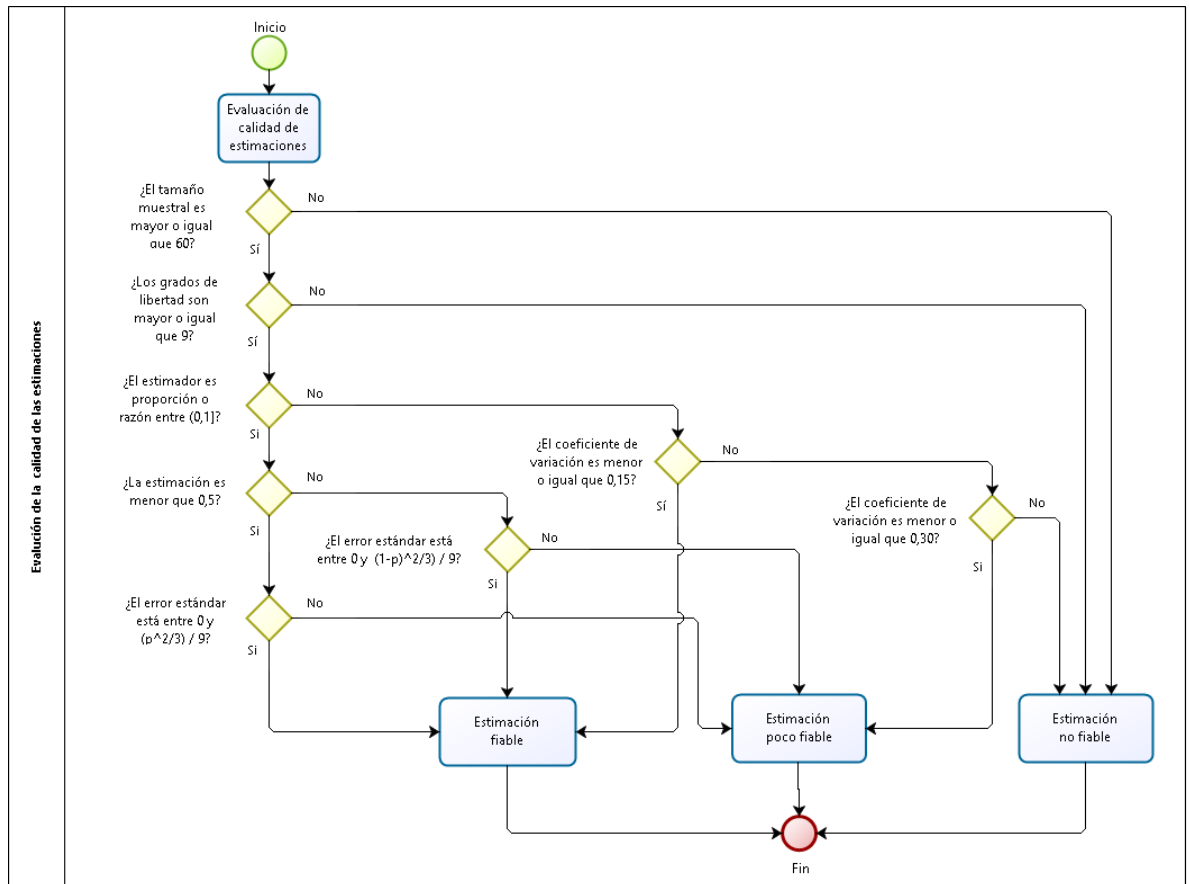 Evalución de la calidad de las estimaciones
Inicio
Evaluación de
calidad de
estimaciones
¿El tamaño
muestral es
mayor o igual
que 60?
No
Sí
¿Los grados de
libertad son
mayor o igual
que 9?
No
Sí
¿El estimador es
proporción o
razón entre (0,1]?
No
Si
¿El coeficiente de
variación es menor
o igual que 0,15?
No
Sí
¿La estimación es
menor que 0,5?
No
Si
¿El coeficiente de
variación es menor o
igual que 0,30?
No
Si
¿El error estándar está
entre 0 y (1-p)^2/3) / 9?
No
Si
¿El error estándar
está entre 0 y
(p^2/3) / 9?
No
Si
Estimación
fiable
Estimación
poco fiable
Estimación
no fiable
Fin